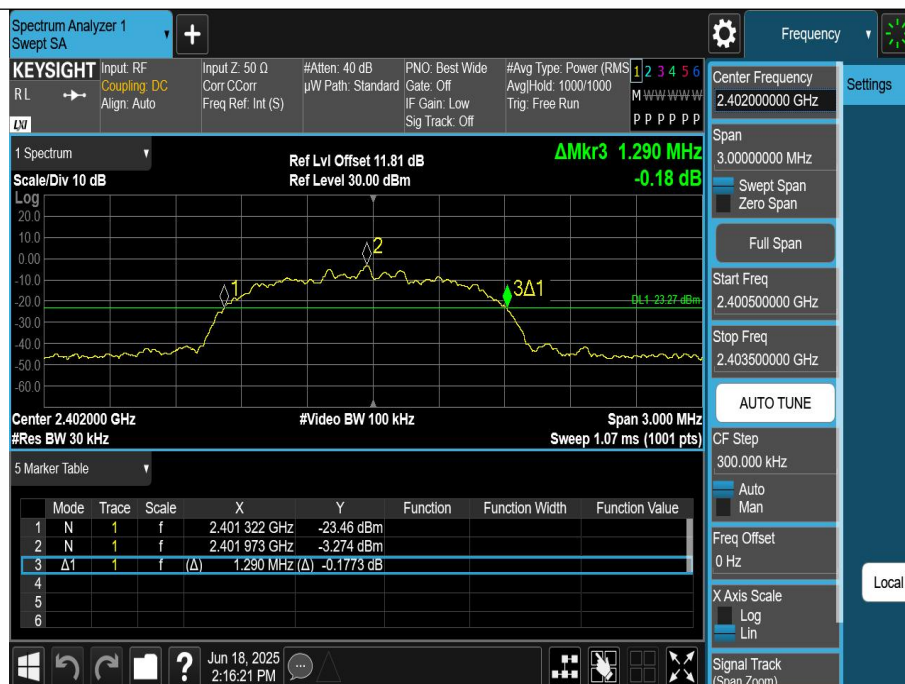 Spectrum Analyzer 1
Swept SA
+
Frequency
KEYSIGHT
RL
LXI
Input: RF
Coupling: DC
Align: Auto
Input Z: 50 Ω
Corr CCorr
Freq Ref: Int (S)
#Atten: 40 dB
µW Path: Standard
PNO: Best Wide
Gate: Off
IF Gain: Low
Sig Track: Off
#Avg Type: Power (RMS
Avg|Hold: 1000/1000
Trig: Free Run
1 2 3 4 5 6
M W W W W W
P P P P P P
1 Spectrum
Scale/Div 10 dB
Log
Ref Lvl Offset 11.81 dB
Ref Level 30.00 dBm
ΔMkr3 1.290 MHz
-0.18 dB
20.0
10.0
0.00
-10.0
-20.0
-30.0
-40.0
-50.0
-60.0
1
2
3Δ1
DL1 -23.27 dBm
Center 2.402000 GHz
#Video BW 100 kHz
Span 3.000 MHz
#Res BW 30 kHz
Sweep 1.07 ms (1001 pts)
5 Marker Table
Mode Trace Scale X Y Function Function Width Function Value
1 N 1 f 2.401 322 GHz -23.46 dBm
2 N 1 f 2.401 973 GHz -3.274 dBm
3 Δ1 1 f (Δ) 1.290 MHz (Δ) -0.1773 dB
4
5
6
?
Jun 18, 2025
2:16:21 PM
Center Frequency
2.402000000 GHz
Span
3.00000000 MHz
Swept Span
Zero Span
Full Span
Start Freq
2.400500000 GHz
Stop Freq
2.403500000 GHz
AUTO TUNE
CF Step
300.000 kHz
Auto
Man
Freq Offset
0 Hz
X Axis Scale
Log
Lin
Signal Track
(Span Zoom)
Settings
Local